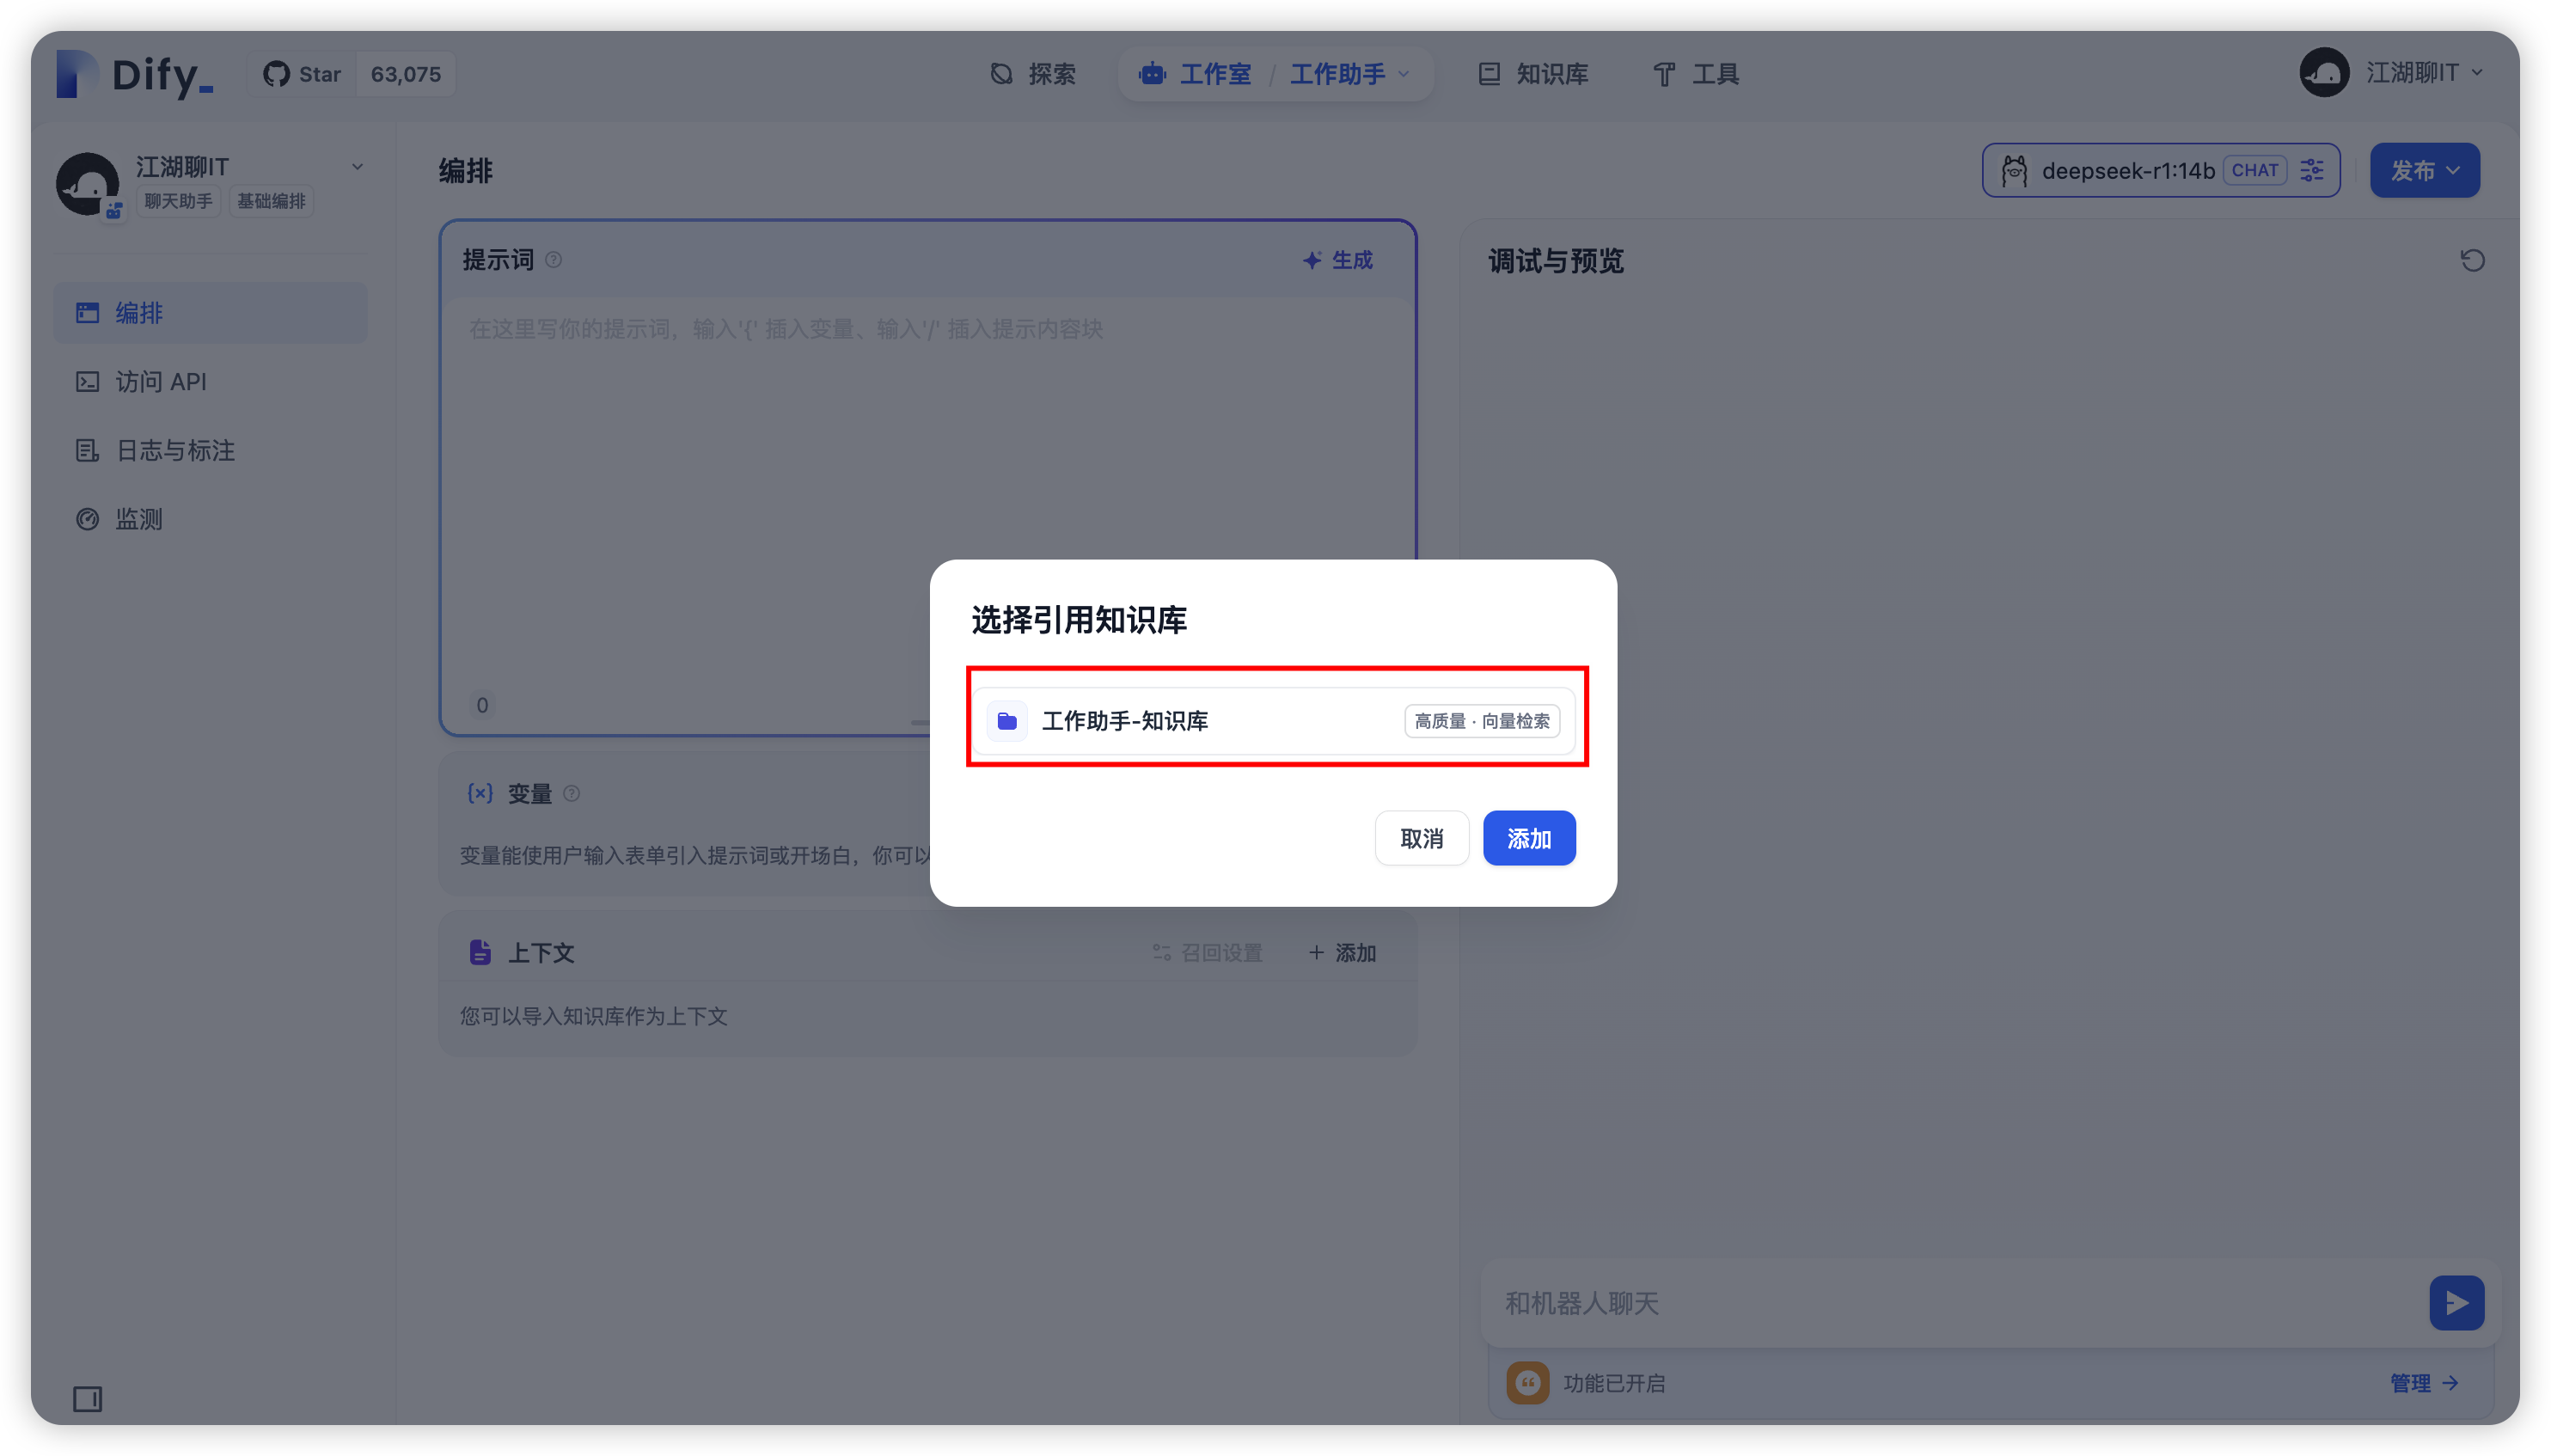 Dify_
Star 63,075
探索
工作室 / 工作助手
知识库
工具
江湖聊IT
江湖聊IT
聊天助手 基础编排
编排
访问 API
日志与标注
监测
编排
deepseek-r1:14b CHAT
发布
提示词
生成
在这里写你的提示词，输入'{' 插入变量、输入'/' 插入提示内容块
0
变量
变量能使用户输入表单引入提示词或开场白，你可以
上下文
召回设置
+ 添加
您可以导入知识库作为上下文
调试与预览
和机器人聊天
功能已开启
管理 →
选择引用知识库
工作助手-知识库
高质量 · 向量检索
取消
添加